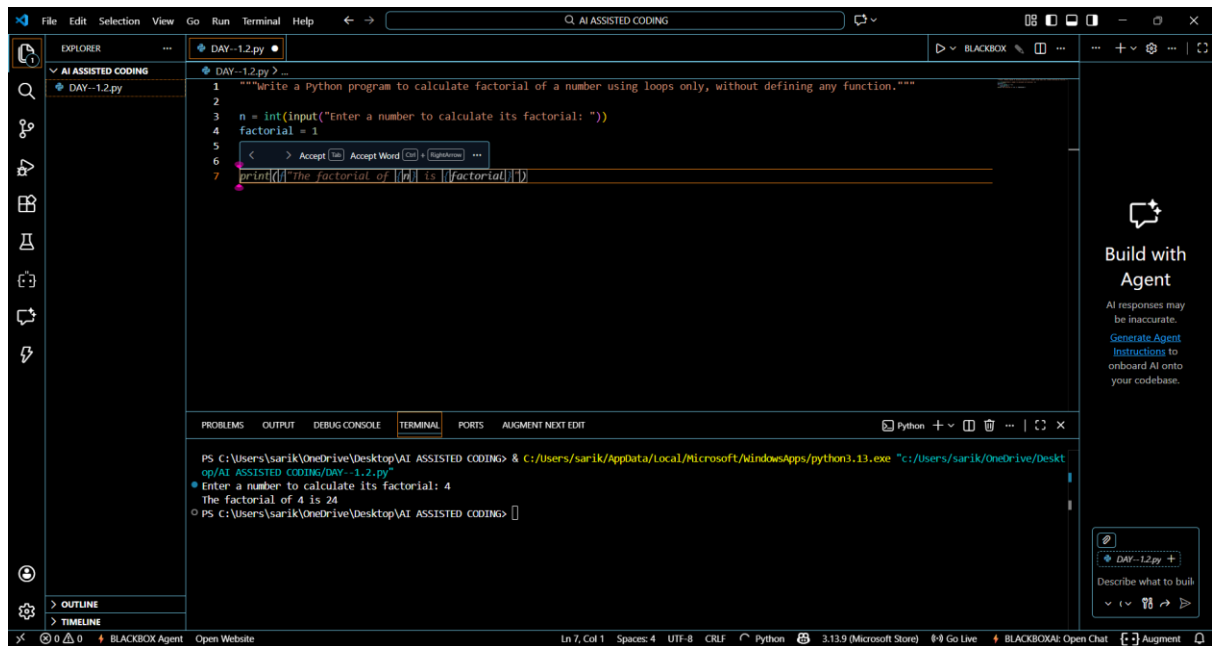 File Edit Selection View Go Run Terminal Help
AI ASSISTED CODING
EXPLORER
DAY--1.2.py
BLACKBOX
AI ASSISTED CODING
DAY--1.2.py
DAY--1.2.py > ...
1 """Write a Python program to calculate factorial of a number using loops only, without defining any function."""
2
3 n = int(input("Enter a number to calculate its factorial: "))
4 factorial = 1
5
Accept Tab Accept Word Ctrl + RightArrow
6
7 print(f"The factorial of {n} is {factorial}")
Build with
Agent
AI responses may
be inaccurate.
Generate Agent
Instructions to
onboard AI onto
your codebase.
PROBLEMS OUTPUT DEBUG CONSOLE TERMINAL PORTS AUGMENT NEXT EDIT
Python
PS C:\Users\sarik\OneDrive\Desktop\AI ASSISTED CODING> & C:/Users/sarik/AppData/Local/Microsoft/WindowsApps/python3.13.exe "c:/Users/sarik/OneDrive/Deskt
op/AI ASSISTED CODING/DAY--1.2.py"
Enter a number to calculate its factorial: 4
The factorial of 4 is 24
PS C:\Users\sarik\OneDrive\Desktop\AI ASSISTED CODING>
DAY--1.2.py +
Describe what to buil
OUTLINE
TIMELINE
0 0 BLACKBOX Agent Open Website Ln 7, Col 1 Spaces: 4 UTF-8 CRLF Python 3.13.9 (Microsoft Store) Go Live BLACKBOXAI: Open Chat Augment